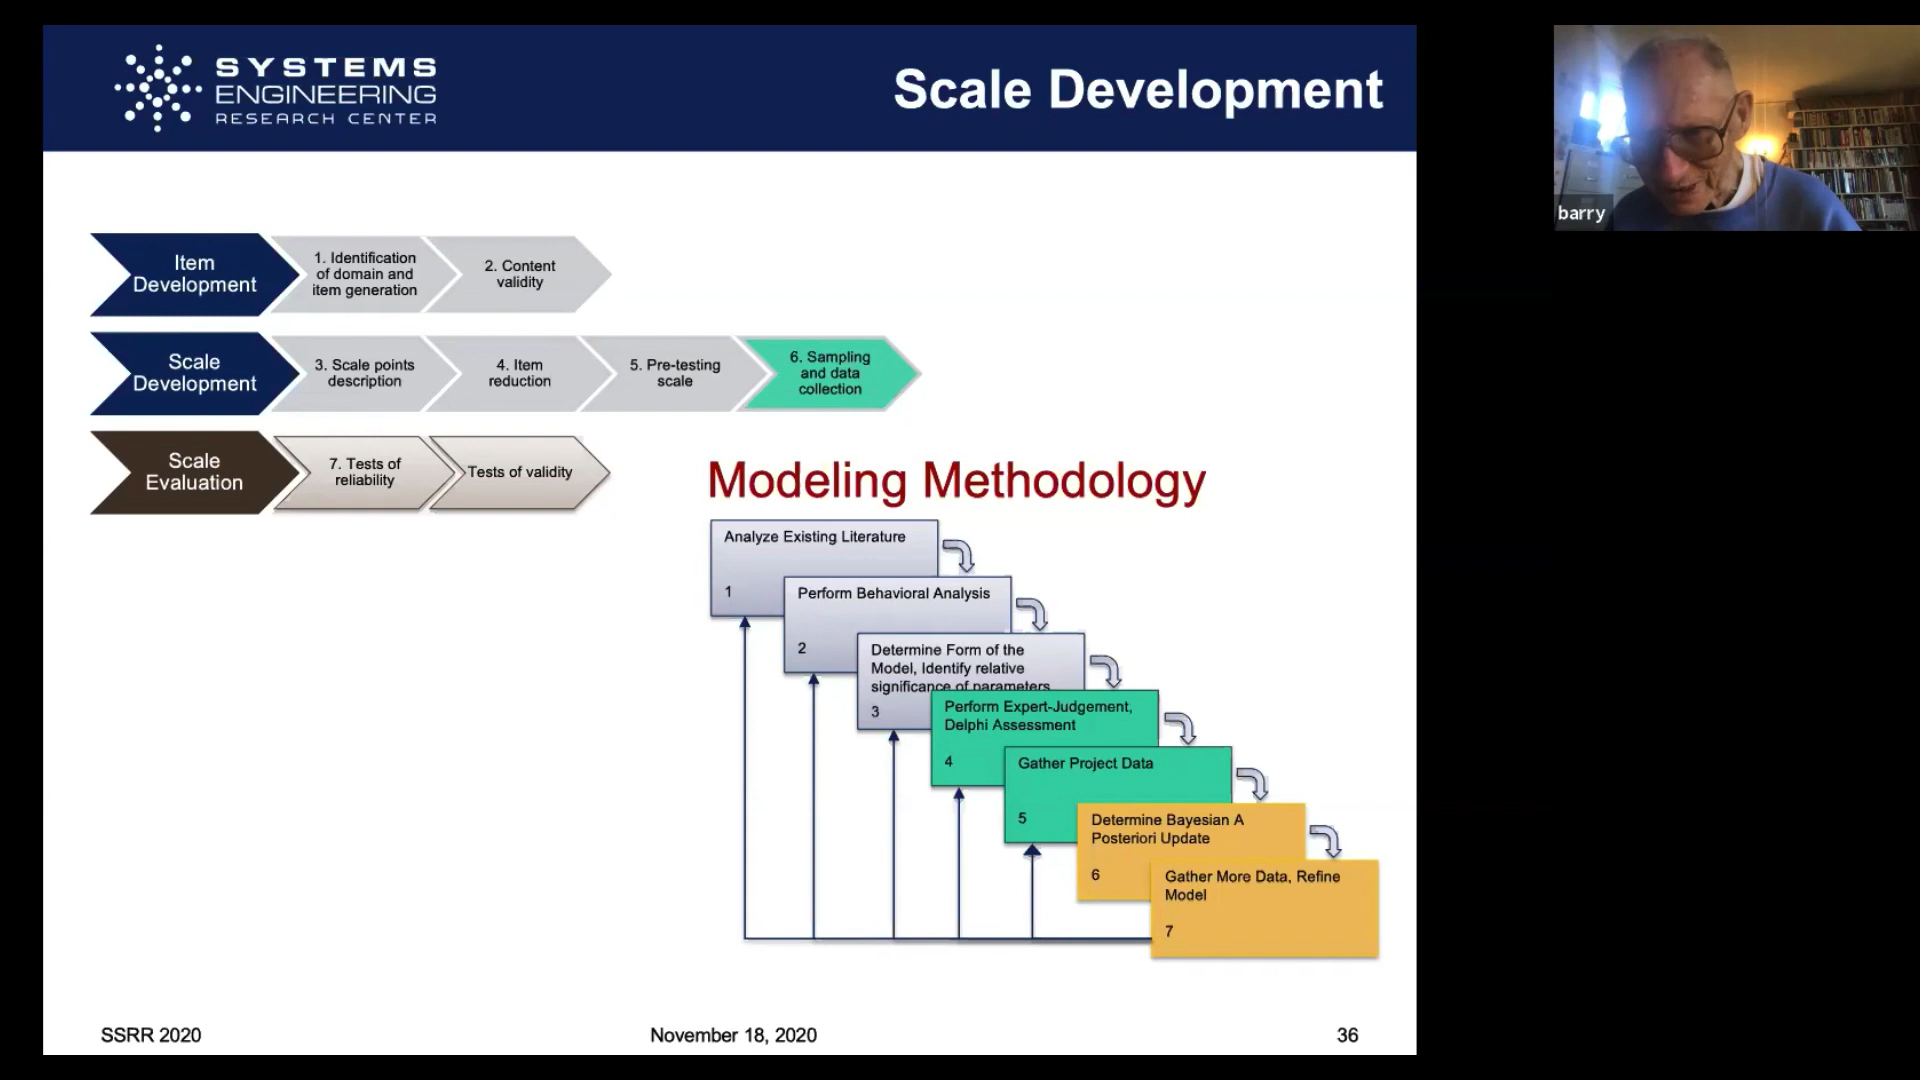 SYSTEMS
ENGINEERING
RESEARCH CENTER
Scale Development
barry
Item
Development
1. Identification
of domain and
item generation
2. Content
validity
Scale
Development
3. Scale points
description
4. Item
reduction
5. Pre-testing
scale
6. Sampling
and data
collection
Scale
Evaluation
7. Tests of
reliability
Tests of validity
Modeling Methodology
Analyze Existing Literature
1
Perform Behavioral Analysis
2
Determine Form of the
Model, Identify relative
significance of parameters
3
Perform Expert-Judgement,
Delphi Assessment
4
Gather Project Data
5
Determine Bayesian A
Posteriori Update
6
Gather More Data, Refine
Model
7
SSRR 2020
November 18, 2020
36